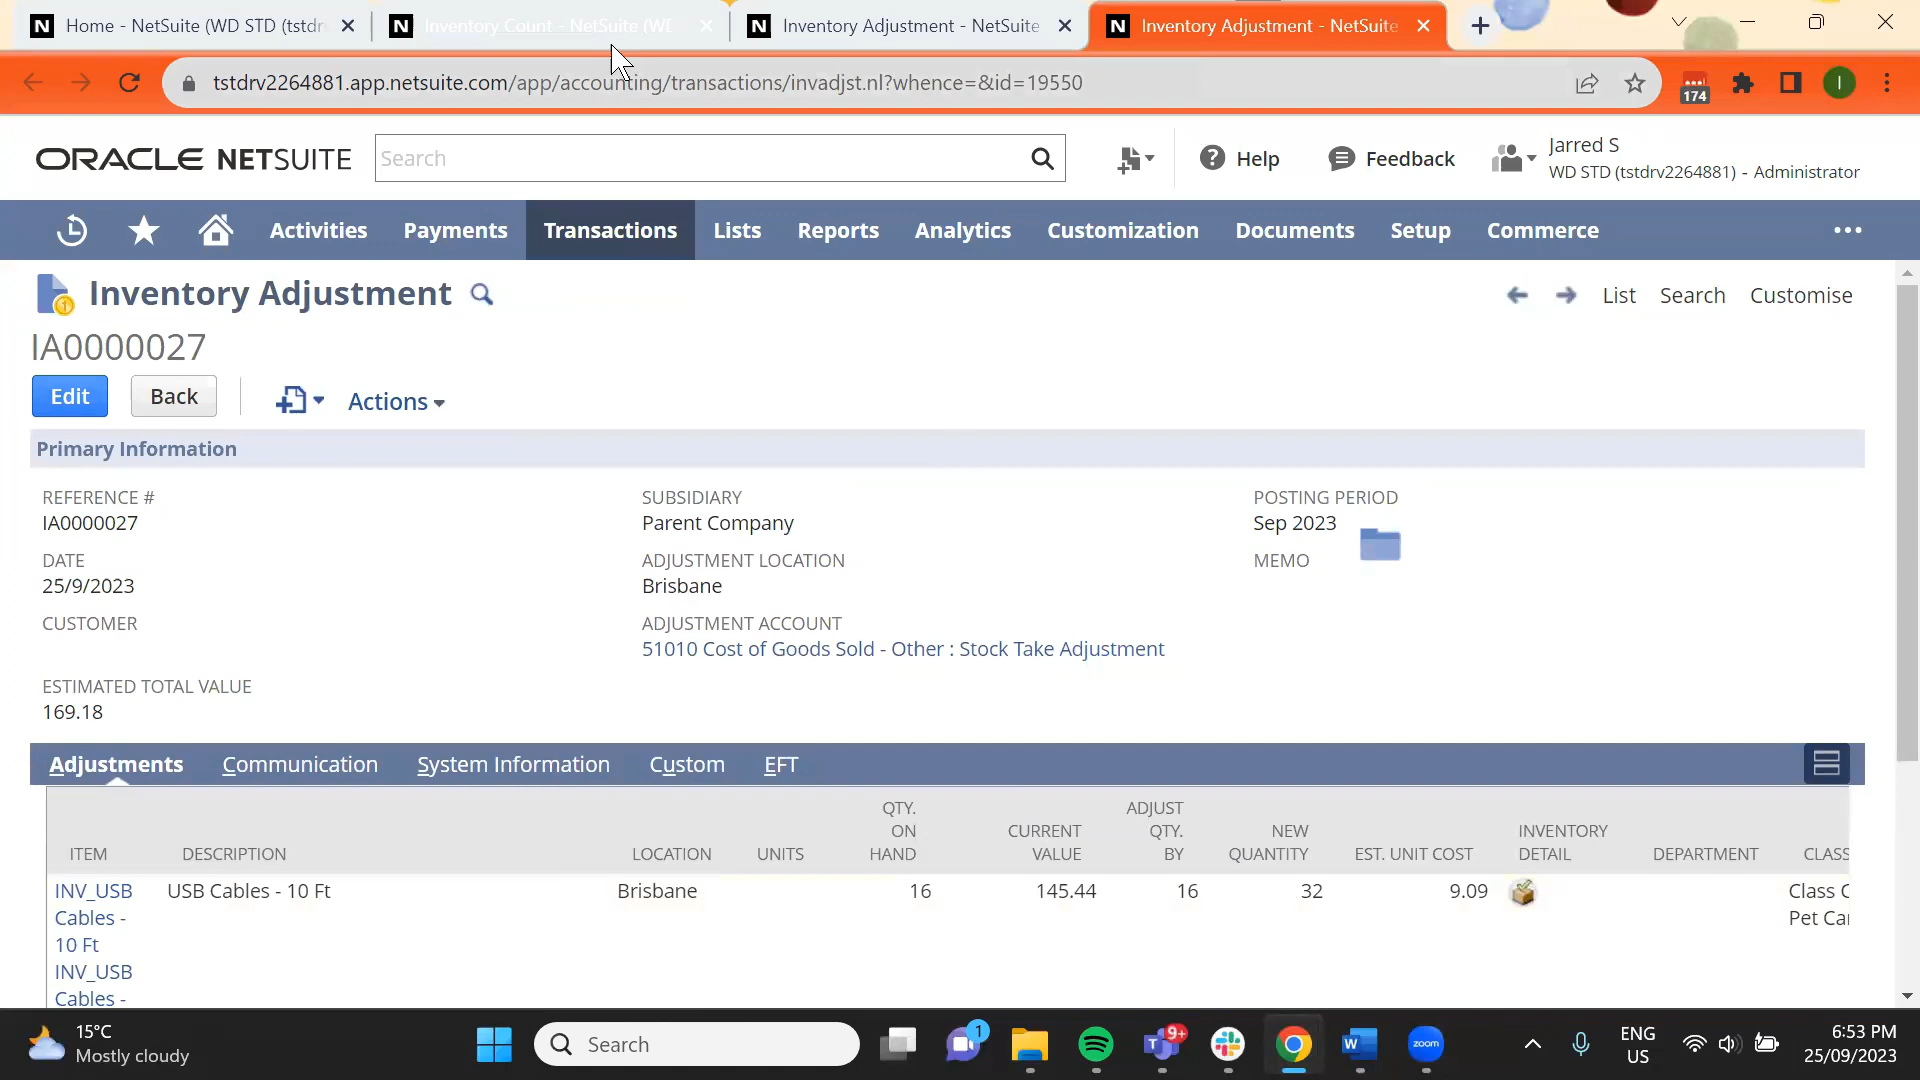 Home - NetSuite (WD STD (tstdr
Inventory Count - NetSuite (WD
Inventory Adjustment - NetSuite
Inventory Adjustment - NetSuite
tstdrv2264881.app.netsuite.com/app/accounting/transactions/invadjst.nl?whence=&id=19550
174
I
ORACLE NETSUITE
Search
Help
Feedback
Jarred S
WD STD (tstdrv2264881) - Administrator
Activities
Payments
Transactions
Lists
Reports
Analytics
Customization
Documents
Setup
Commerce
Inventory Adjustment
List
Search
Customise
IA0000027
Edit
Back
Actions
Primary Information
REFERENCE #
IA0000027
DATE
25/9/2023
CUSTOMER
ESTIMATED TOTAL VALUE
169.18
SUBSIDIARY
Parent Company
ADJUSTMENT LOCATION
Brisbane
ADJUSTMENT ACCOUNT
51010 Cost of Goods Sold - Other : Stock Take Adjustment
POSTING PERIOD
Sep 2023
MEMO
Adjustments
Communication
System Information
Custom
EFT
ITEM
DESCRIPTION
LOCATION
UNITS
QTY.
ON
HAND
CURRENT
VALUE
ADJUST
QTY.
BY
NEW
QUANTITY
EST. UNIT COST
INVENTORY
DETAIL
DEPARTMENT
CLASS
INV_USB
Cables -
10 Ft
USB Cables - 10 Ft
Brisbane
16
145.44
16
32
9.09
Class C
Pet Car
INV_USB
Cables -
15°C
Mostly cloudy
Search
1
9+
zoom
ENG
US
6:53 PM
25/09/2023